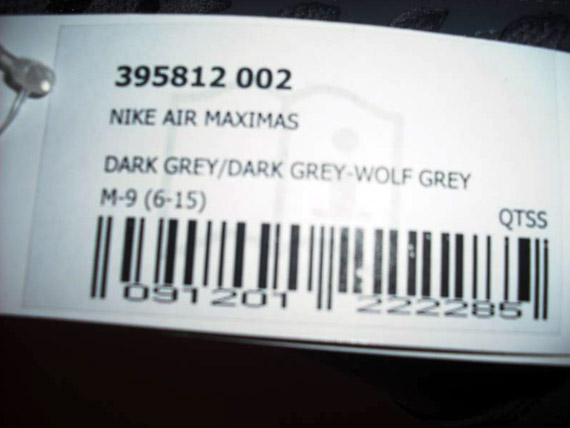 395812 002
NIKE AIR MAXIMAS
DARK GREY/DARK GREY-WOLF GREY
M-9 (6-15)
QTSS
091201 222285